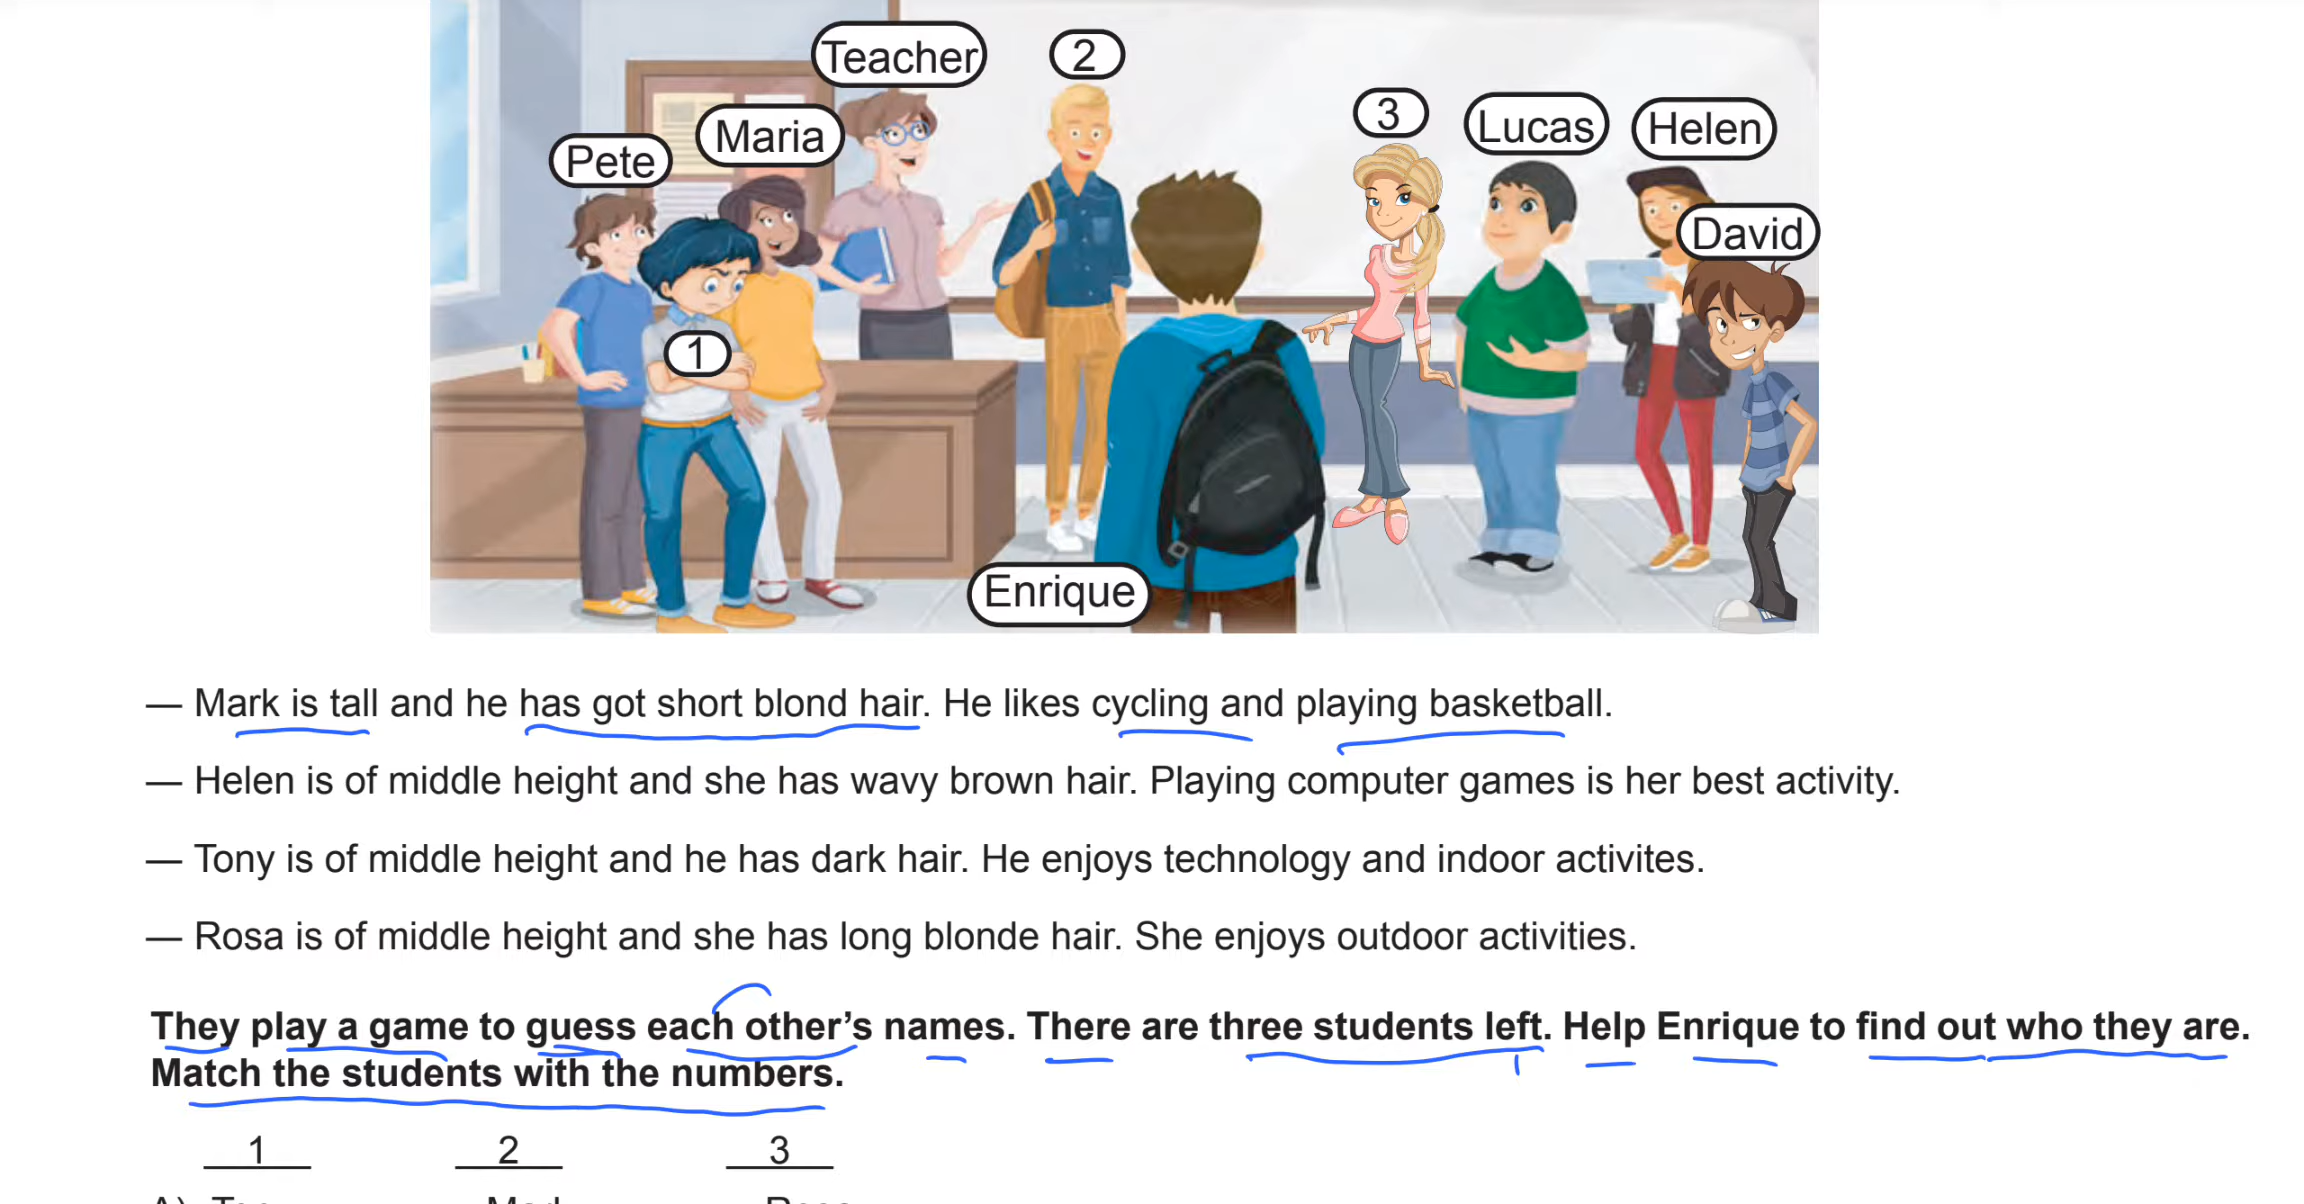 Teacher
2
3
Lucas
Helen
Maria
Pete
David
1
Enrique
— Mark is tall and he has got short blond hair. He likes cycling and playing basketball.
— Helen is of middle height and she has wavy brown hair. Playing computer games is her best activity.
— Tony is of middle height and he has dark hair. He enjoys technology and indoor activites.
— Rosa is of middle height and she has long blonde hair. She enjoys outdoor activities.
They play a game to guess each other’s names. There are three students left. Help Enrique to find out who they are.
Match the students with the numbers.
1 2 3